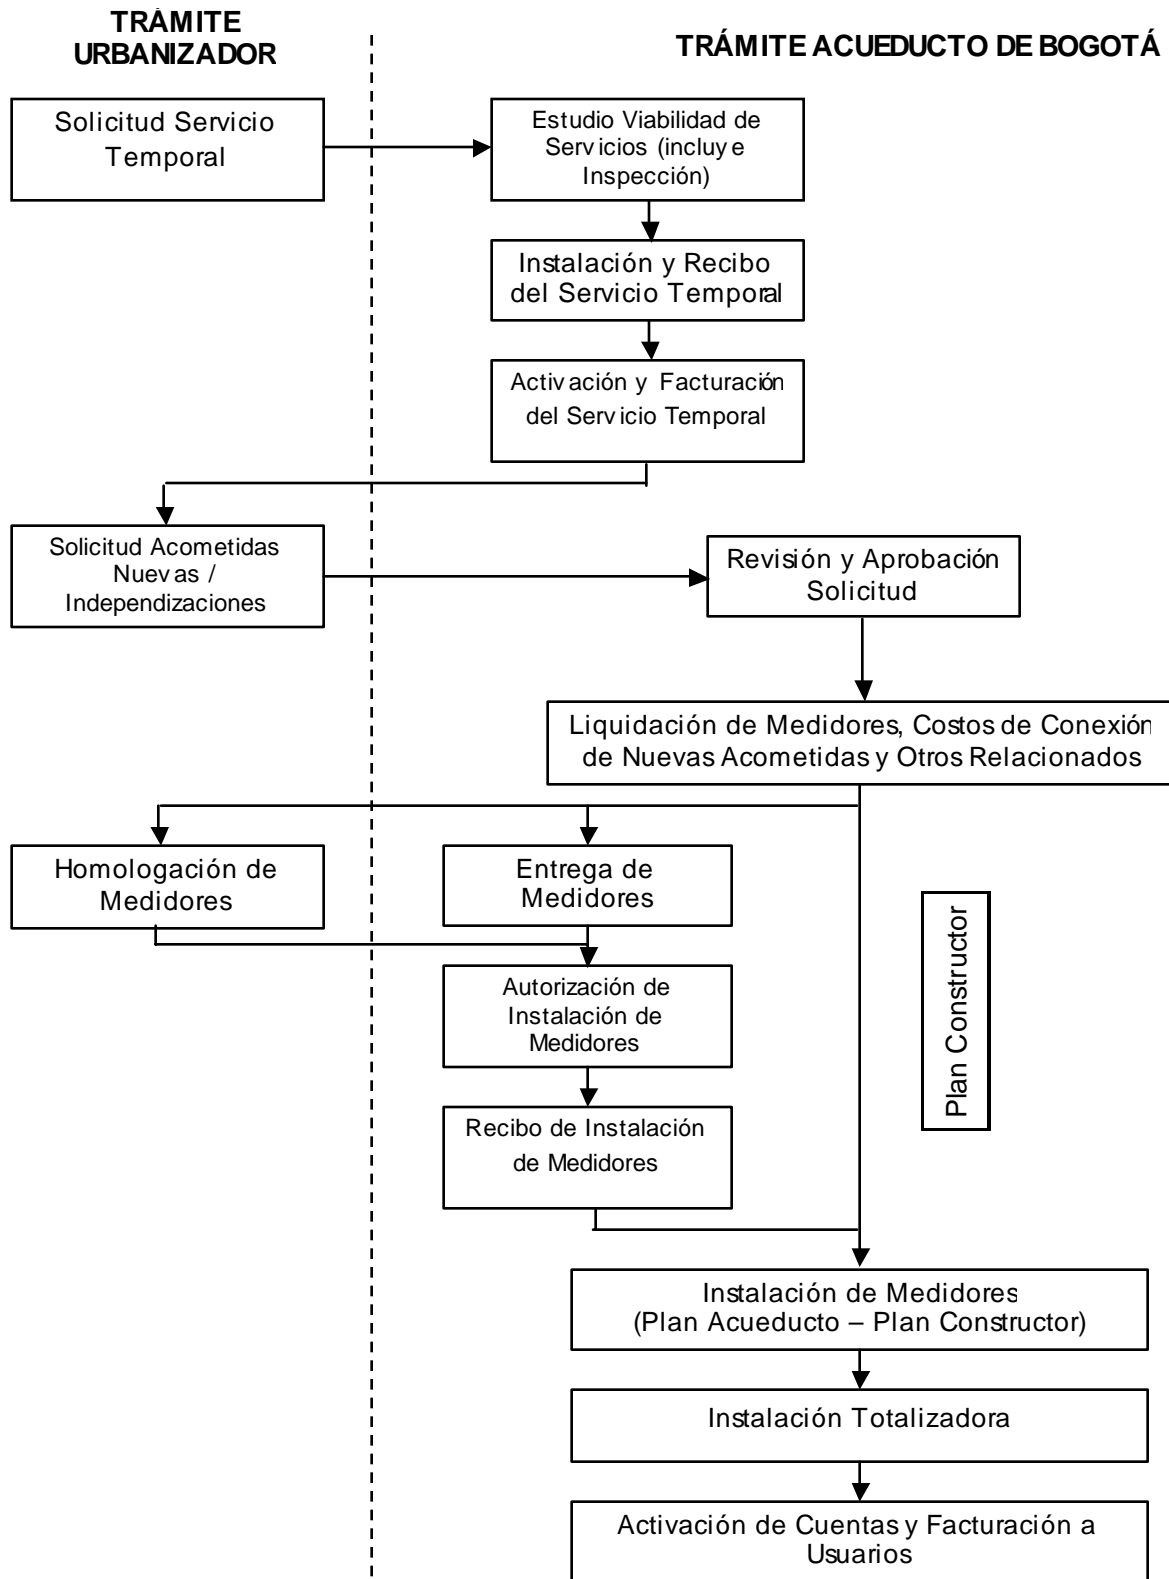 TRÁMITE
URBANIZADOR
TRÁMITE ACUEDUCTO DE BOGOTÁ
Solicitud Servicio
Temporal
Estudio Viabilidad de
Servicios (incluye
Inspección)
Instalación y Recibo
del Servicio Temporal
Activación y Facturación
del Servicio Temporal
Solicitud Acometidas
Nuevas /
Independizaciones
Revisión y Aprobación
Solicitud
Liquidación de Medidores, Costos de Conexión
de Nuevas Acometidas y Otros Relacionados
Homologación de
Medidores
Entrega de
Medidores
Autorización de
Instalación de
Medidores
Plan Constructor
Recibo de Instalación
de Medidores
Instalación de Medidores
(Plan Acueducto – Plan Constructor)
Instalación Totalizadora
Activación de Cuentas y Facturación a
Usuarios